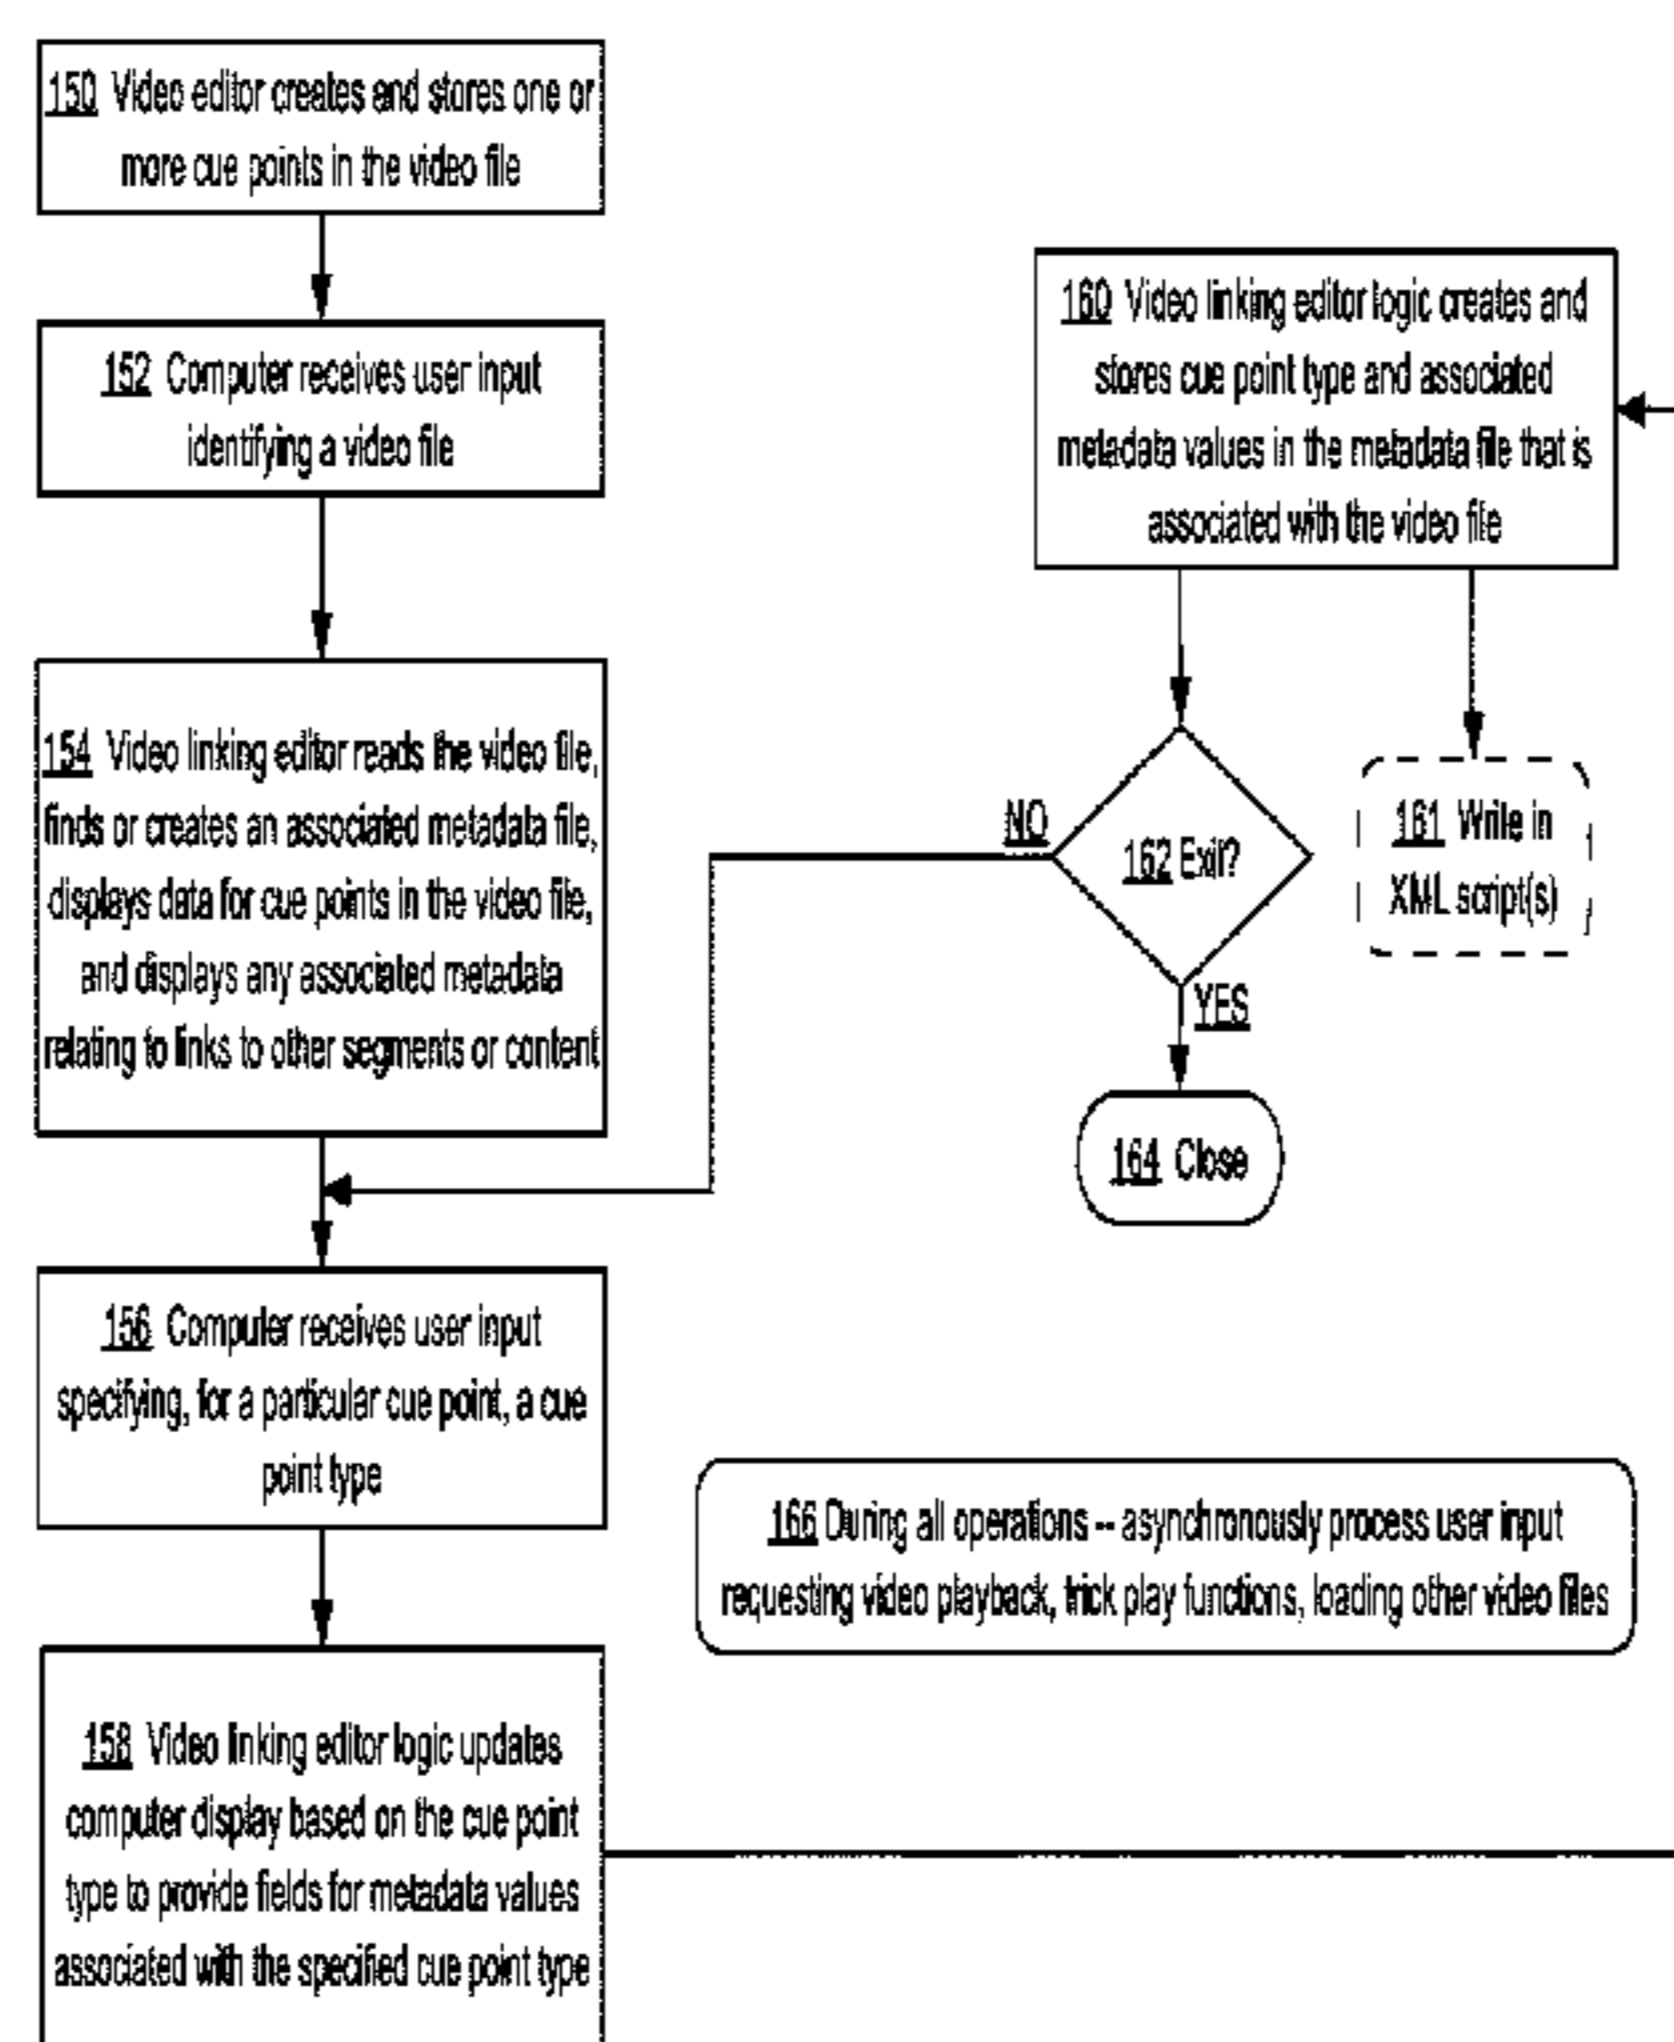 150 Video editor creates and stores one or
more cue points in the video file
152 Computer receives user input
identifying a video file
154 Video linking editor reads the video file,
finds or creates an associated metadata file,
displays data for cue points in the video file,
and displays any associated metadata
relating to links to other segments or content
156 Computer receives user input
specifying, for a particular cue point, a cue
point type
158 Video linking editor logic updates
computer display based on the cue point
type to provide fields for metadata values
associated with the specified cue point type
160 Video linking editor logic creates and
stores cue point type and associated
metadata values in the metadata file that is
associated with the video file
161 Write in
XML script(s)
162 Exit?
NO
YES
164 Close
166 During all operations -- asynchronously process user input
requesting video playback, trick play functions, loading other video files